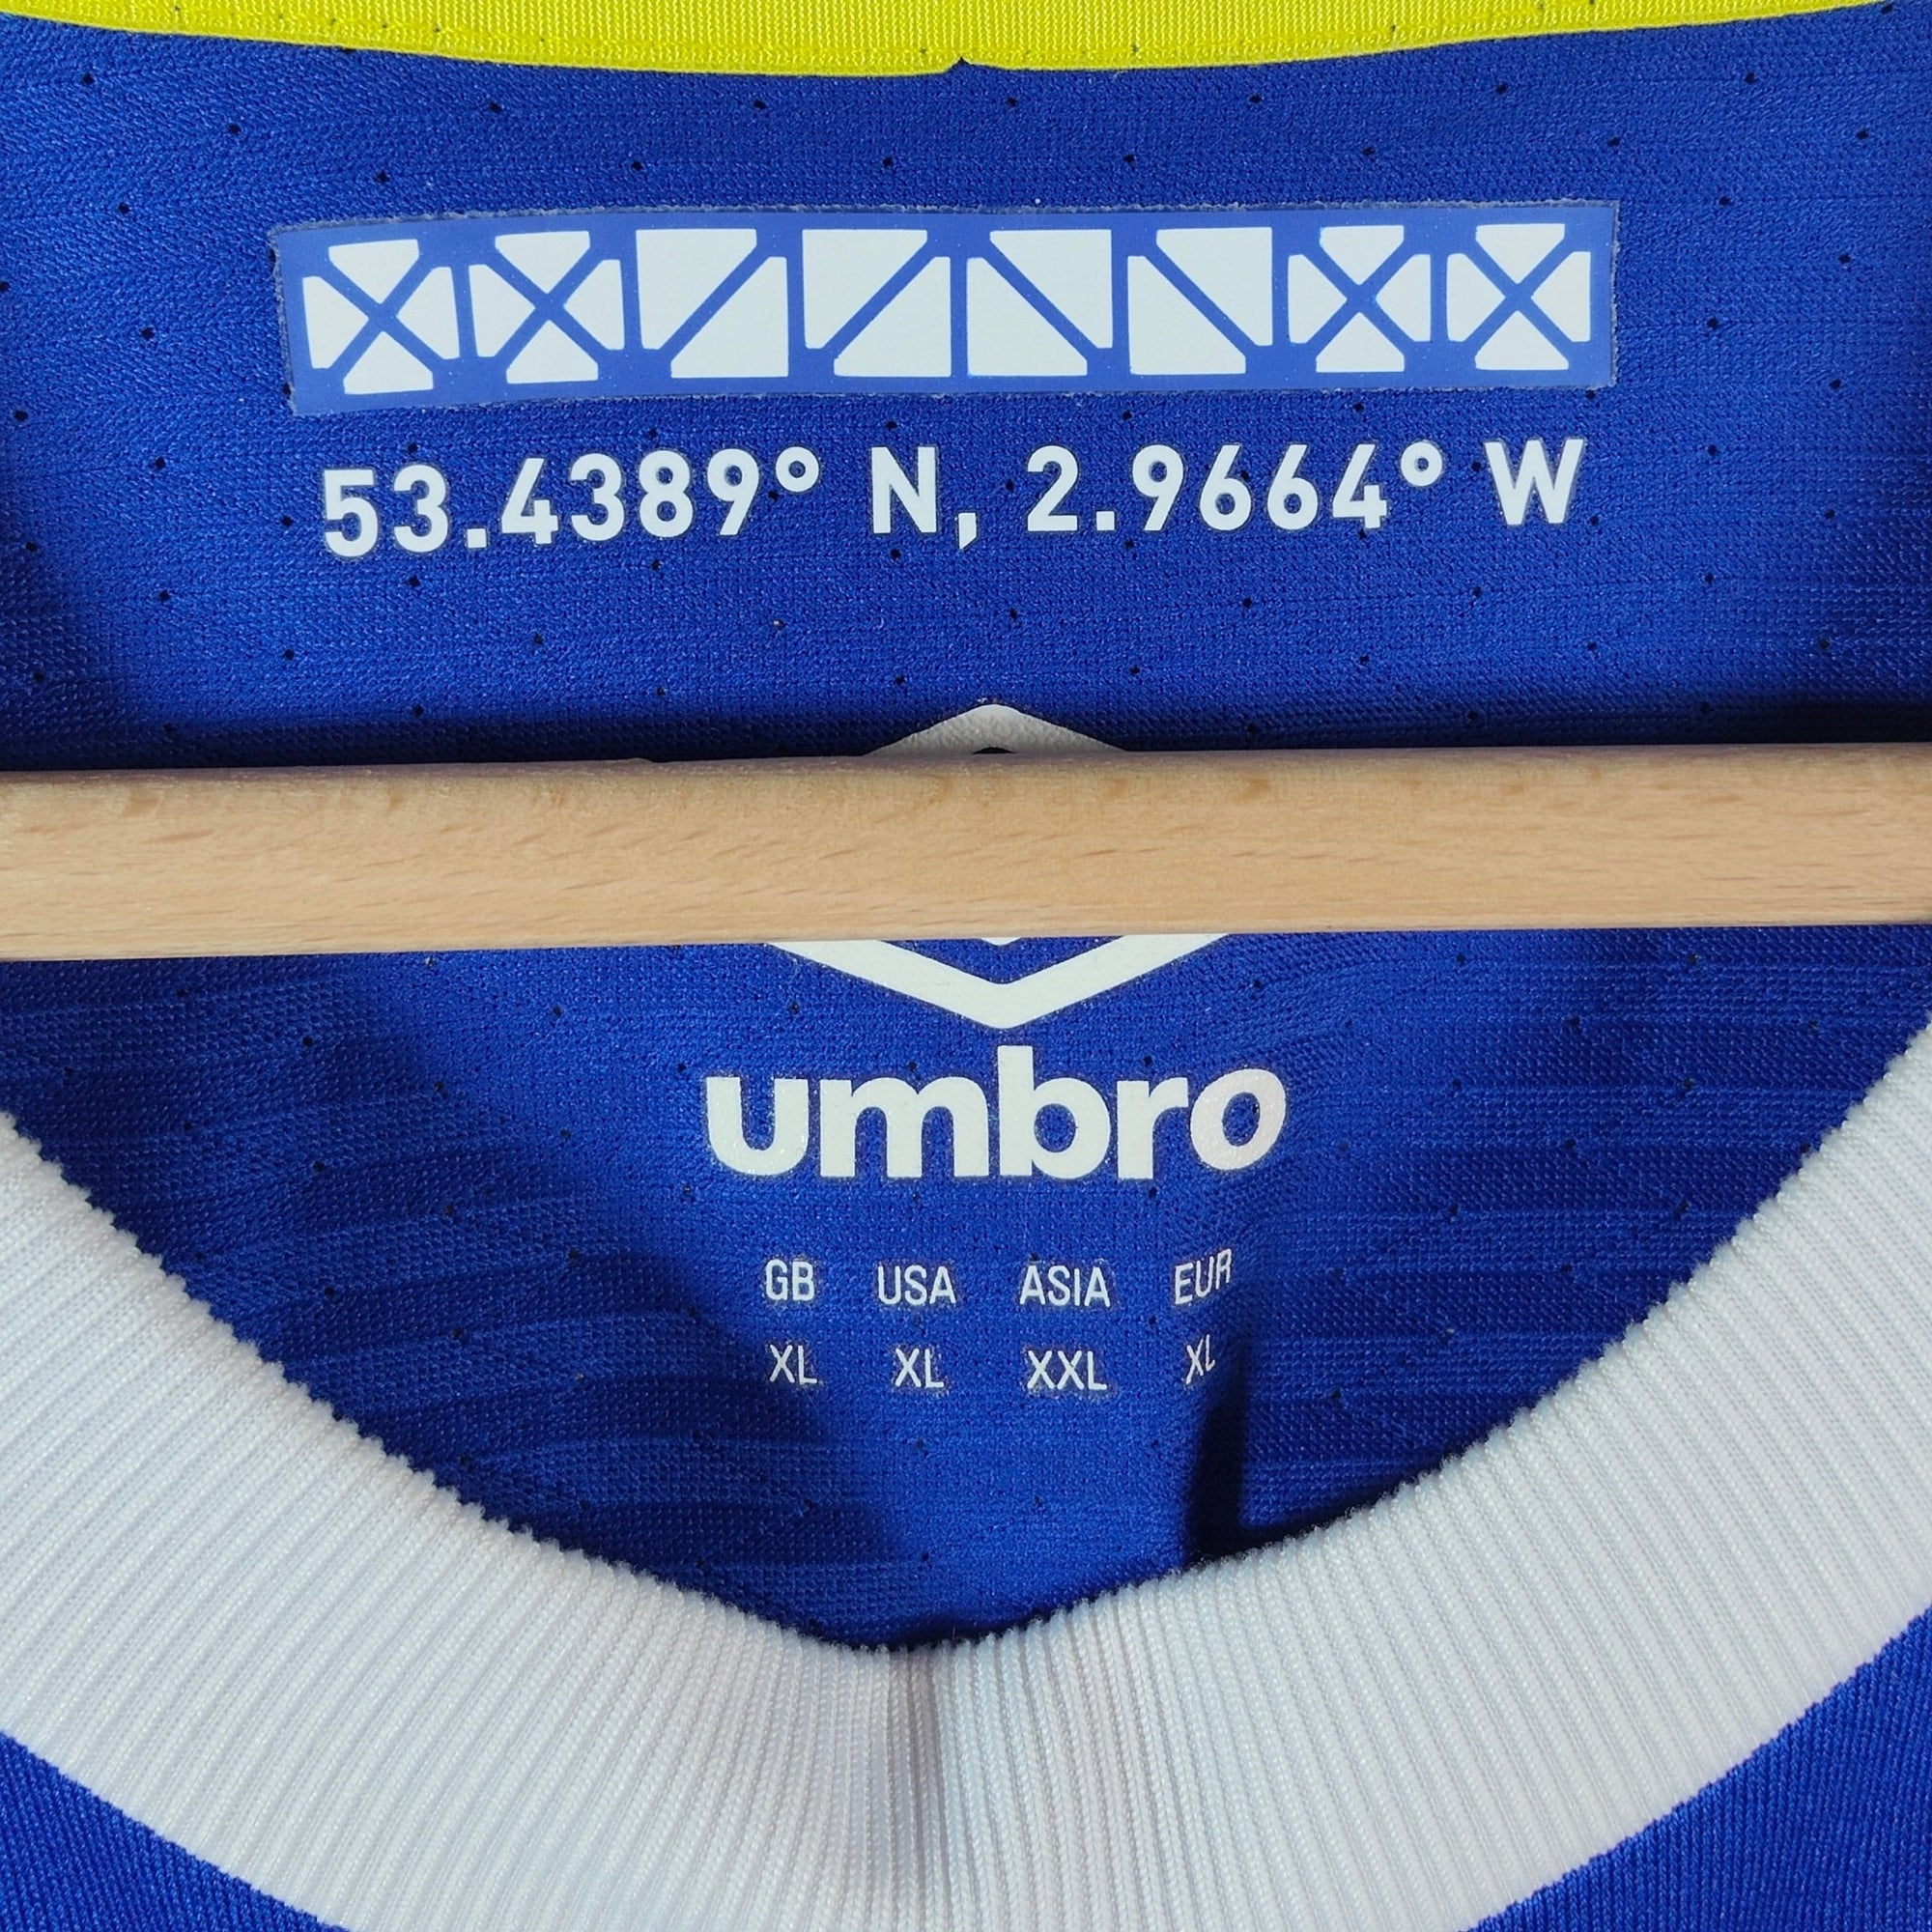 53.4389° N, 2.9664° W
umbro
GB USA ASIA EUR
XL XL XXL XL